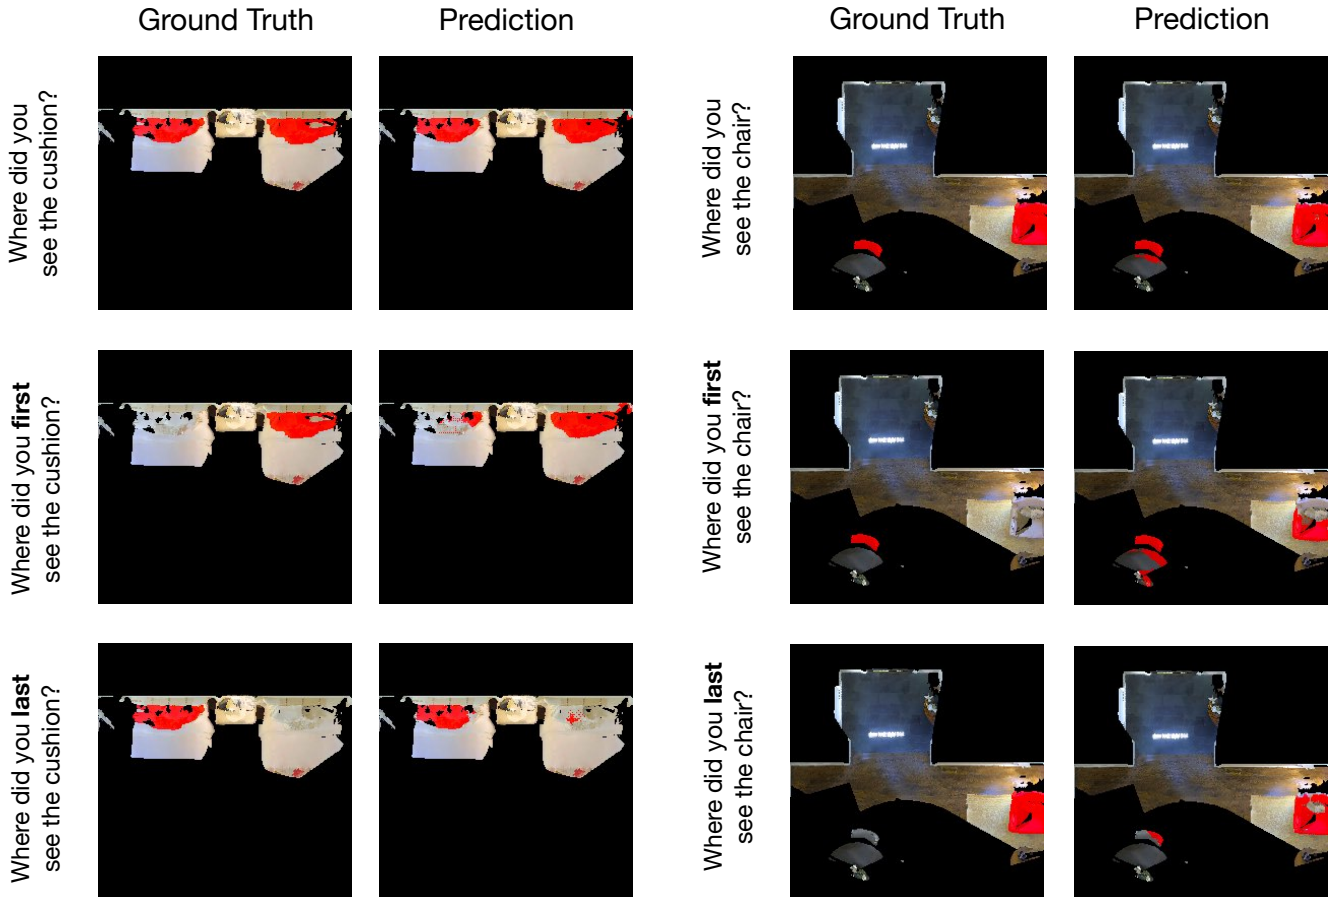 Ground Truth
Prediction
Ground Truth
Prediction
Where did you
see the cushion?
Where did you
see the chair?
Where did you first
see the cushion?
Where did you first
see the chair?
Where did you last
see the cushion?
Where did you last
see the chair?